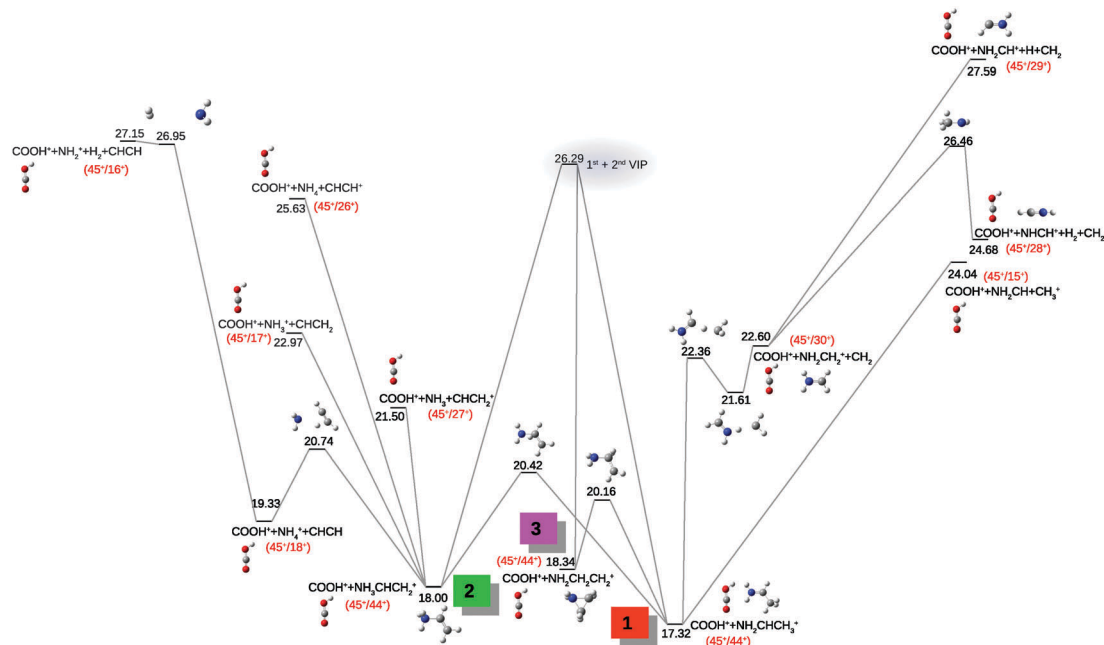 COOH⁺+NH₂CH⁺+H+CH₂
(45⁺/29⁺)
27.59
27.15
26.95
COOH⁺+NH₂⁺+H₂+CHCH
(45⁺/16⁺)
26.46
26.29
1ˢᵗ + 2ⁿᵈ VIP
COOH⁺+NH₄+CHCH⁺
25.63
(45⁺/26⁺)
COOH⁺+NHCH⁺+H₂+CH₂
(45⁺/28⁺)
24.68
24.04
(45⁺/15⁺)
COOH⁺+NH₂CH+CH₃⁺
COOH⁺+NH₃⁺+CHCH₂
(45⁺/17⁺)
22.97
22.36
22.60
(45⁺/30⁺)
COOH⁺+NH₂CH₂⁺+CH₂
21.61
COOH⁺+NH₃+CHCH₂⁺
21.50
(45⁺/27⁺)
20.74
20.42
20.16
19.33
COOH⁺+NH₄⁺+CHCH
(45⁺/18⁺)
3
(45⁺/44⁺)
18.34
COOH⁺+NH₂CH₂CH₂⁺
COOH⁺+NH₃CHCH₂⁺
(45⁺/44⁺)
18.00
2
1
17.32
COOH⁺+NH₂CHCH₃⁺
(45⁺/44⁺)